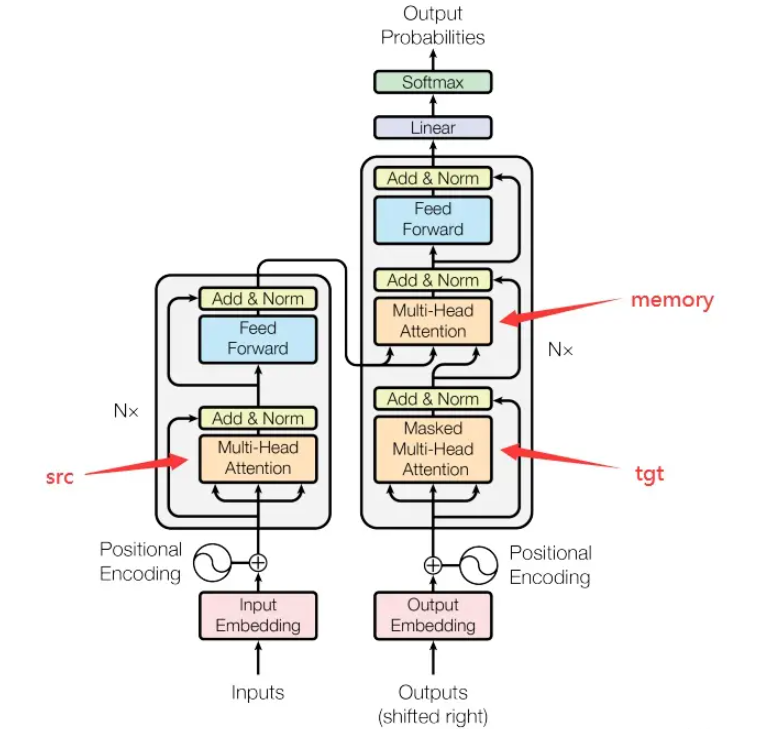 Output
Probabilities
Softmax
Linear
Add & Norm
Feed
Forward
Add & Norm
Multi-Head
Attention
memory
Nx
Add & Norm
Masked
Multi-Head
Attention
tgt
Add & Norm
Feed
Forward
Nx
Add & Norm
Multi-Head
Attention
src
Positional
Encoding
Positional
Encoding
Input
Embedding
Output
Embedding
Inputs
Outputs
(shifted right)